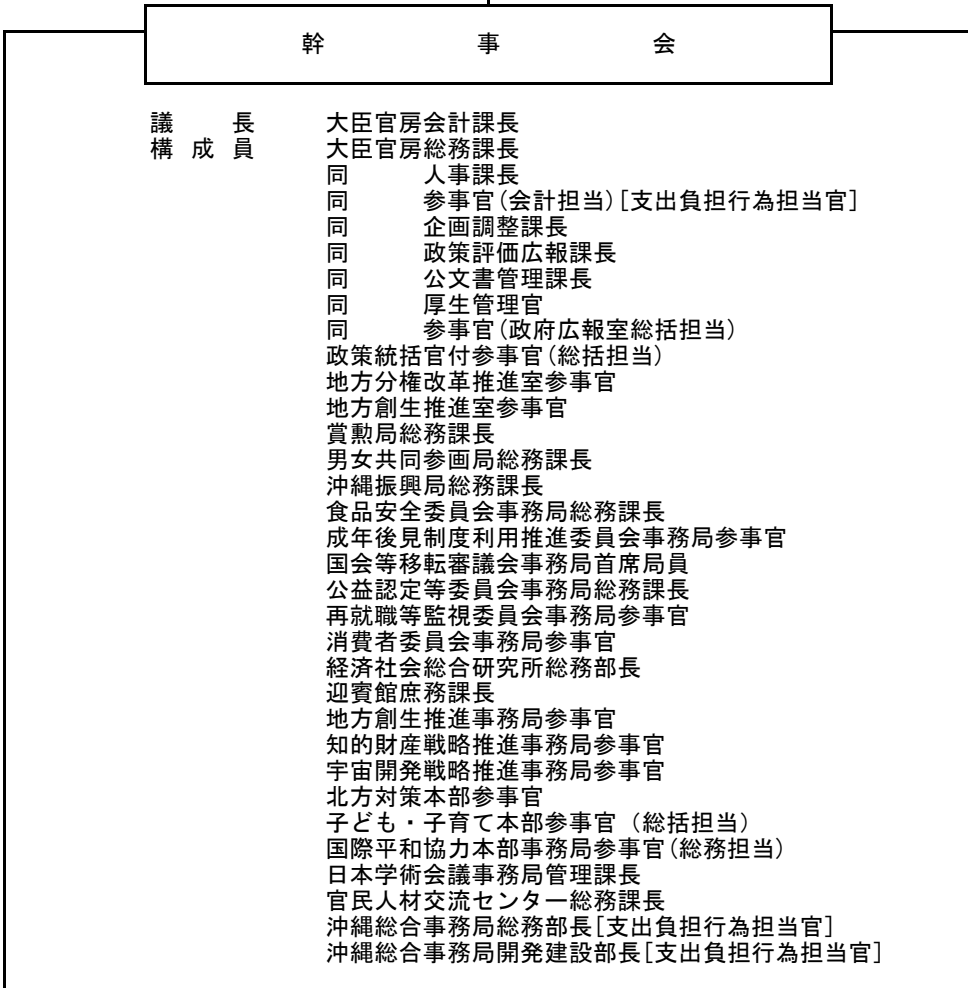 幹事会
議長 大臣官房会計課長
構成員 大臣官房総務課長
同 人事課長
同 参事官(会計担当)[支出負担行為担当官]
同 企画調整課長
同 政策評価広報課長
同 公文書管理課長
同 厚生管理官
同 参事官(政府広報室総括担当)
政策統括官付参事官(総括担当)
地方分権改革推進室参事官
地方創生推進室参事官
賞勲局総務課長
男女共同参画局総務課長
沖縄振興局総務課長
食品安全委員会事務局総務課長
成年後見制度利用推進委員会事務局参事官
国会等移転審議会事務局首席局員
公益認定等委員会事務局総務課長
再就職等監視委員会事務局参事官
消費者委員会事務局参事官
経済社会総合研究所総務部長
迎賓館庶務課長
地方創生推進事務局参事官
知的財産戦略推進事務局参事官
宇宙開発戦略推進事務局参事官
北方対策本部参事官
子ども・子育て本部参事官（総括担当）
国際平和協力本部事務局参事官(総務担当)
日本学術会議事務局管理課長
官民人材交流センター総務課長
沖縄総合事務局総務部長[支出負担行為担当官]
沖縄総合事務局開発建設部長[支出負担行為担当官]